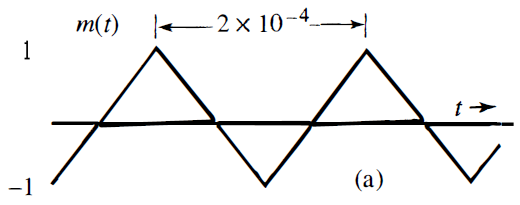 m(t) 2 × 10⁻⁴
1
t →
-1
(a)